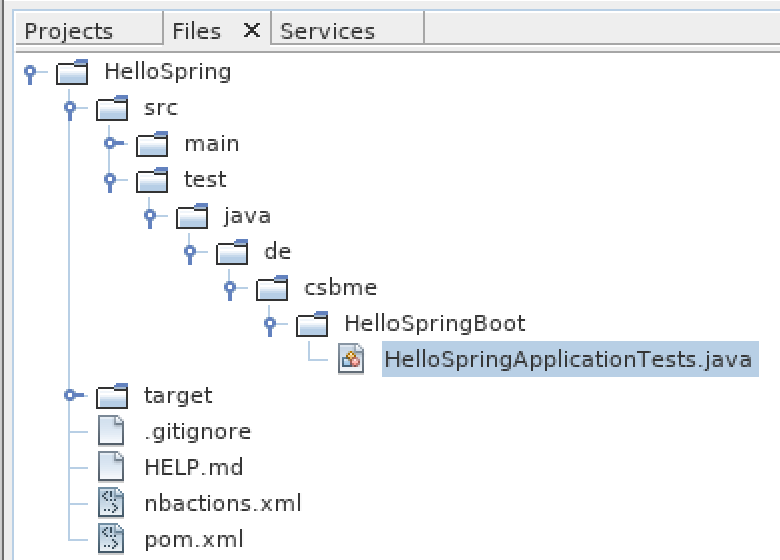 Projects Files X Services
HelloSpring
src
main
test
java
de
csbme
HelloSpringBoot
HelloSpringApplicationTests.java
target
.gitignore
HELP.md
nbactions.xml
pom.xml